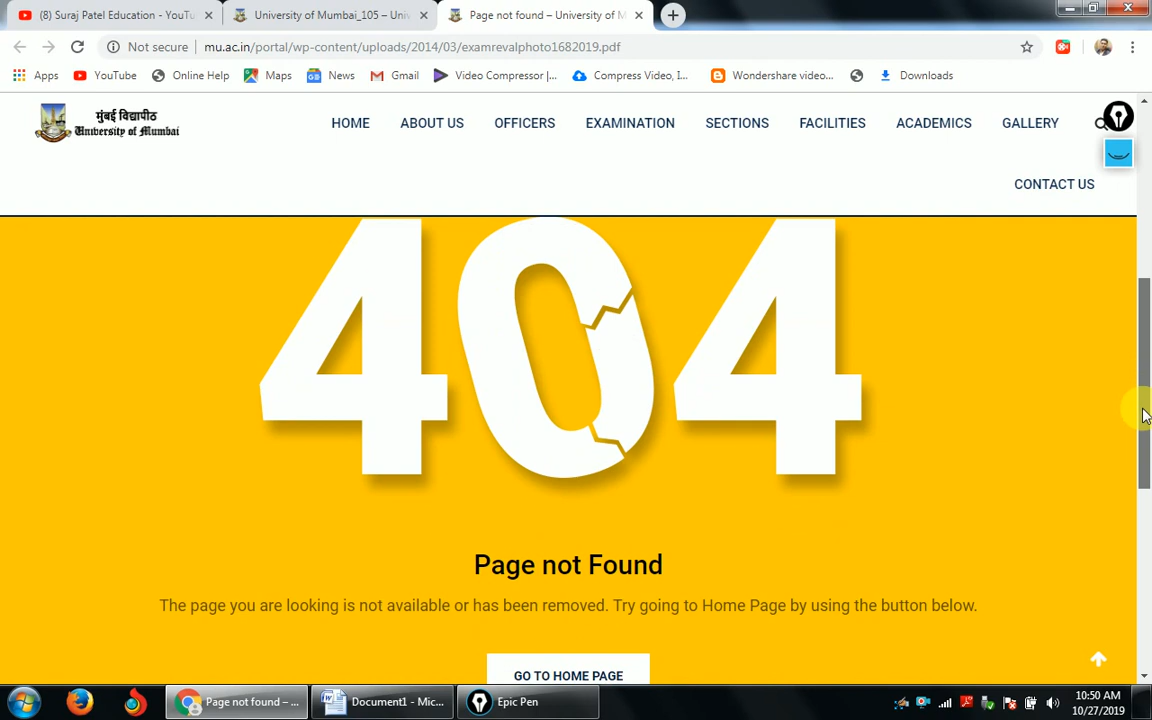 (8) Suraj Patel Education - YouTu
University of Mumbai_105 – Univ
Page not found – University of M
Not secure
mu.ac.in/portal/wp-content/uploads/2014/03/examrevalphoto1682019.pdf
Apps
YouTube
Online Help
Maps
News
Gmail
Video Compressor |...
Compress Video, I...
Wondershare video...
Downloads
मुंबई विद्यापीठ
University of Mumbai
HOME
ABOUT US
OFFICERS
EXAMINATION
SECTIONS
FACILITIES
ACADEMICS
GALLERY
CONTACT US
404
Page not Found
The page you are looking is not available or has been removed. Try going to Home Page by using the button below.
GO TO HOME PAGE
Page not found – ...
Document1 - Mic...
Epic Pen
10:50 AM
10/27/2019